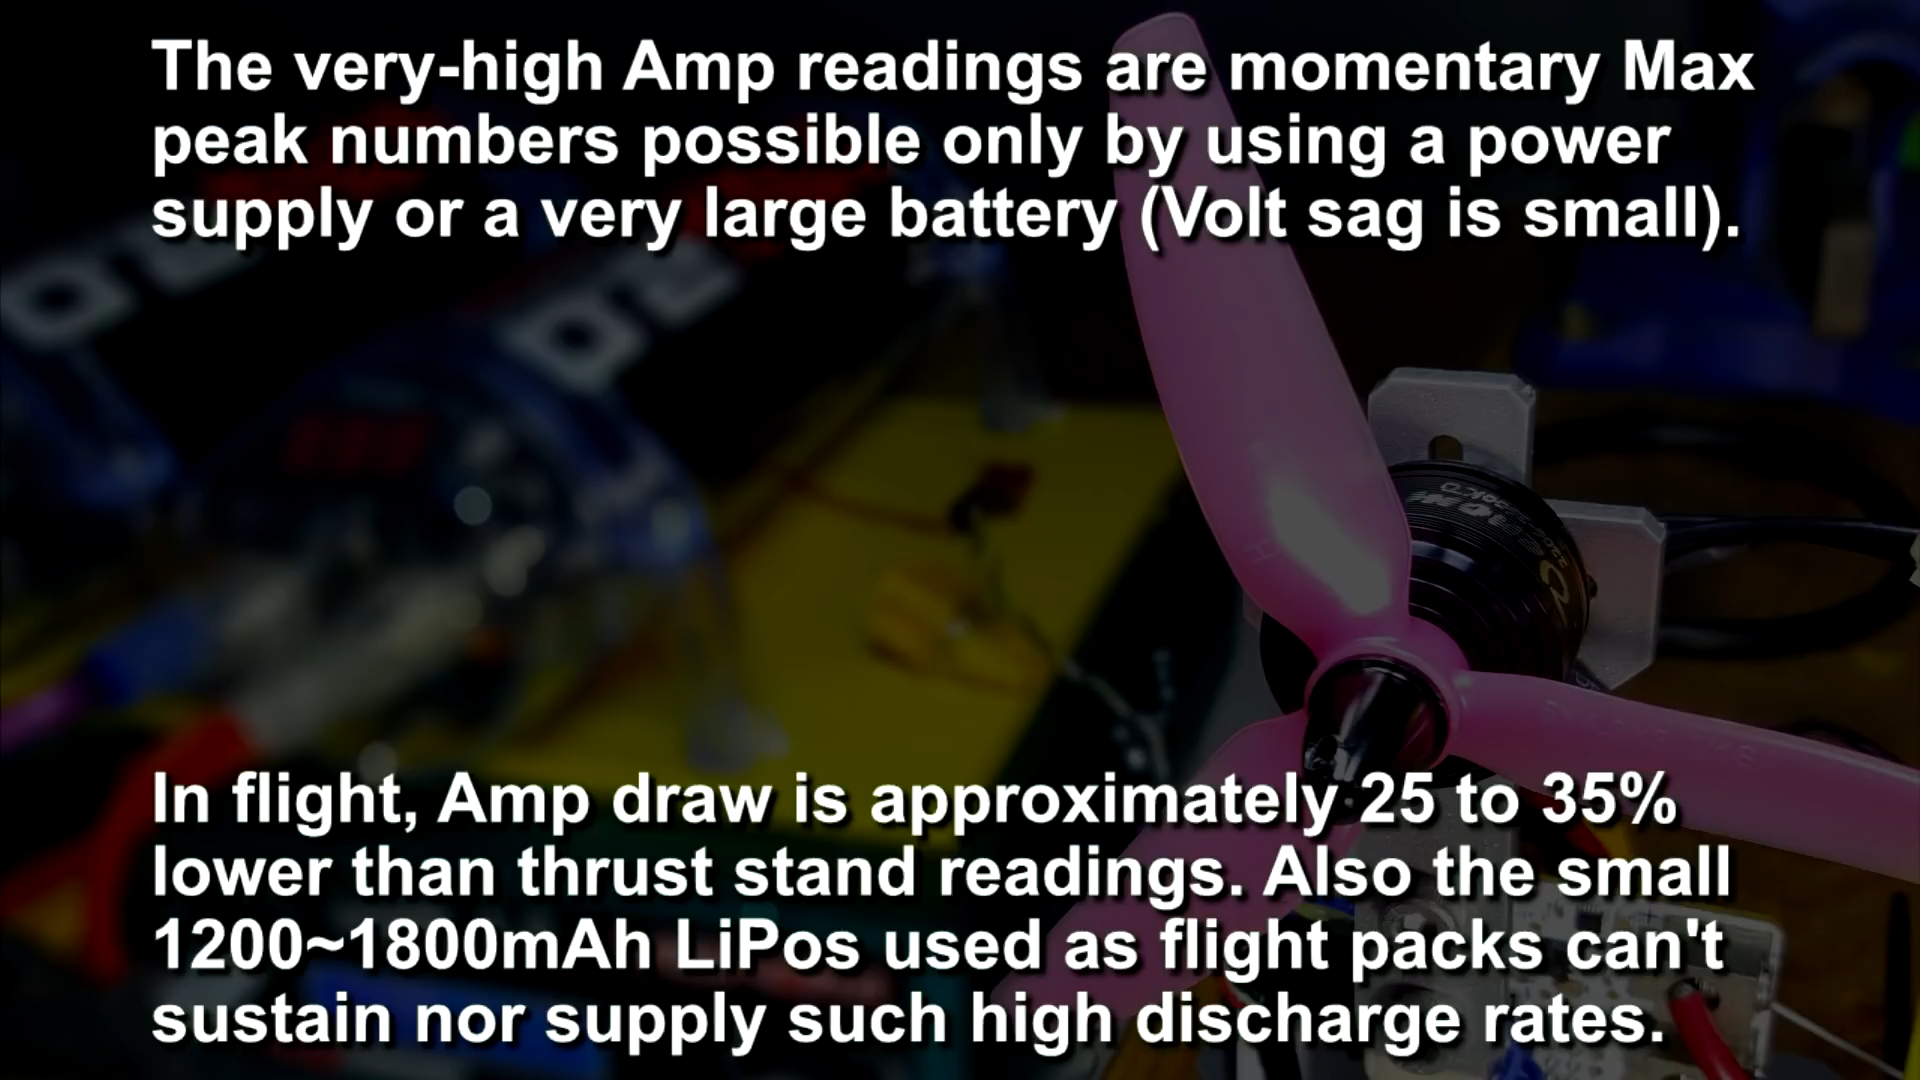 The very-high Amp readings are momentary Max
peak numbers possible only by using a power
supply or a very large battery (Volt sag is small).
In flight, Amp draw is approximately 25 to 35%
lower than thrust stand readings. Also the small
1200~1800mAh LiPos used as flight packs can't
sustain nor supply such high discharge rates.